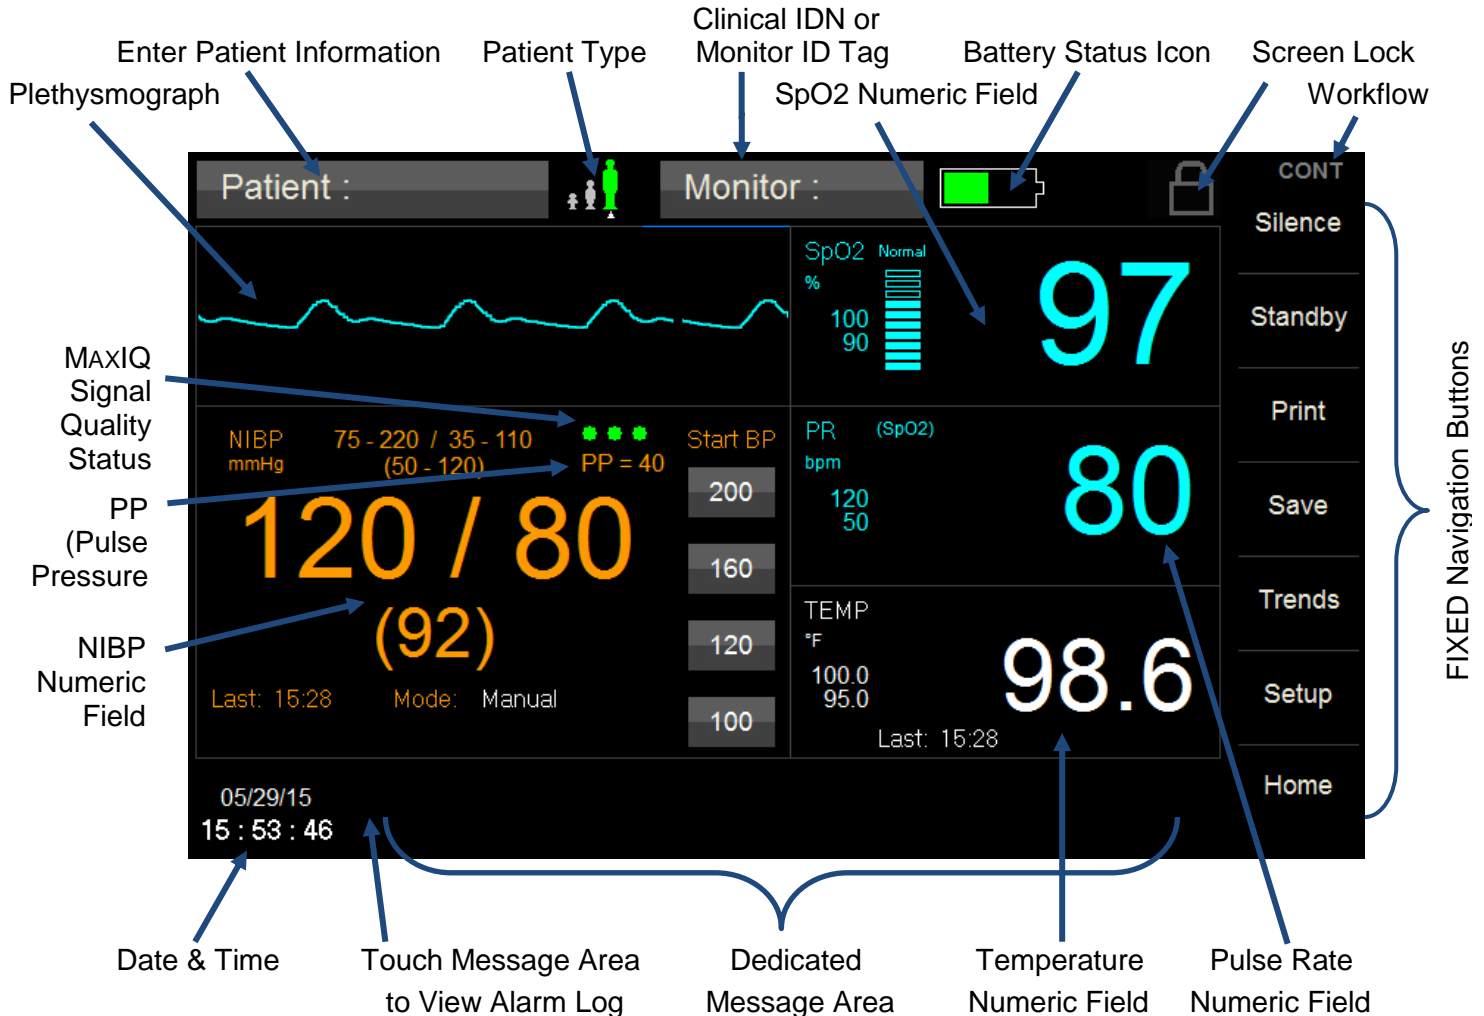 Clinical IDN or
Monitor ID Tag
Enter Patient Information
Patient Type
Battery Status Icon
Screen Lock
Plethysmograph
SpO2 Numeric Field
Workflow
Patient :
Monitor :
CONT
Silence
Standby
Print
Save
Trends
Setup
Home
FIXED Navigation Buttons
SpO2 Normal
%
100
90
97
MAXIQ
Signal
Quality
Status
PP
(Pulse
Pressure
NIBP
Numeric
Field
NIBP 75 - 220 / 35 - 110
mmHg (50 - 120)
PP = 40
120 / 80
(92)
Last: 15:28 Mode: Manual
Start BP
200
160
120
100
PR (SpO2)
bpm
120
50
80
TEMP
°F
100.0
95.0
98.6
Last: 15:28
05/29/15
15 : 53 : 46
Date & Time
Touch Message Area
to View Alarm Log
Dedicated
Message Area
Temperature
Numeric Field
Pulse Rate
Numeric Field